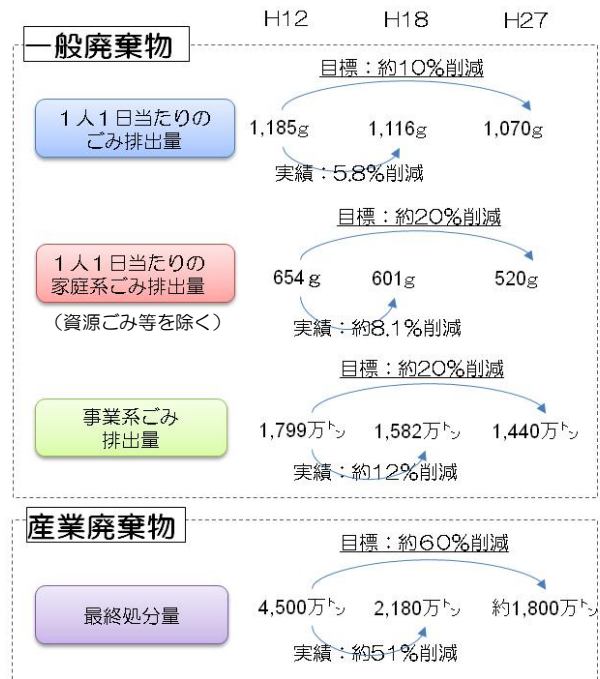 H12 H18 H27
一般廃棄物
目標：約10%削減
1人1日当たりの
ごみ排出量
1,185g 1,116g 1,070g
実績：5.8%削減
目標：約20%削減
1人1日当たりの
家庭系ごみ排出量
（資源ごみ等を除く）
654g 601g 520g
実績：約8.1%削減
目標：約20%削減
事業系ごみ
排出量
1,799万トン 1,582万トン 1,440万トン
実績：約12%削減
産業廃棄物
目標：約60%削減
最終処分量
4,500万トン 2,180万トン 約1,800万トン
実績：約51%削減